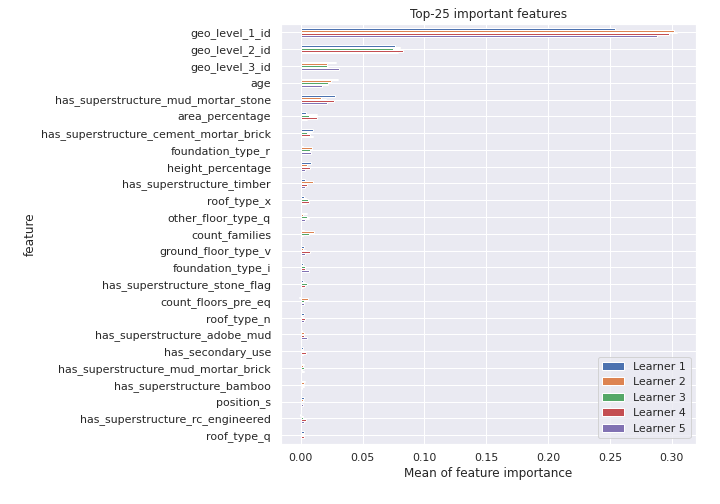 Top-25 important features
geo_level_1_id
geo_level_2_id
geo_level_3_id
age
has_superstructure_mud_mortar_stone
area_percentage
has_superstructure_cement_mortar_brick
foundation_type_r
height_percentage
has_superstructure_timber
roof_type_x
other_floor_type_q
count_families
ground_floor_type_v
foundation_type_i
has_superstructure_stone_flag
count_floors_pre_eq
roof_type_n
has_superstructure_adobe_mud
has_secondary_use
has_superstructure_mud_mortar_brick
has_superstructure_bamboo
position_s
has_superstructure_rc_engineered
roof_type_q
feature
Learner 1
Learner 2
Learner 3
Learner 4
Learner 5
0.00 0.05 0.10 0.15 0.20 0.25 0.30
Mean of feature importance